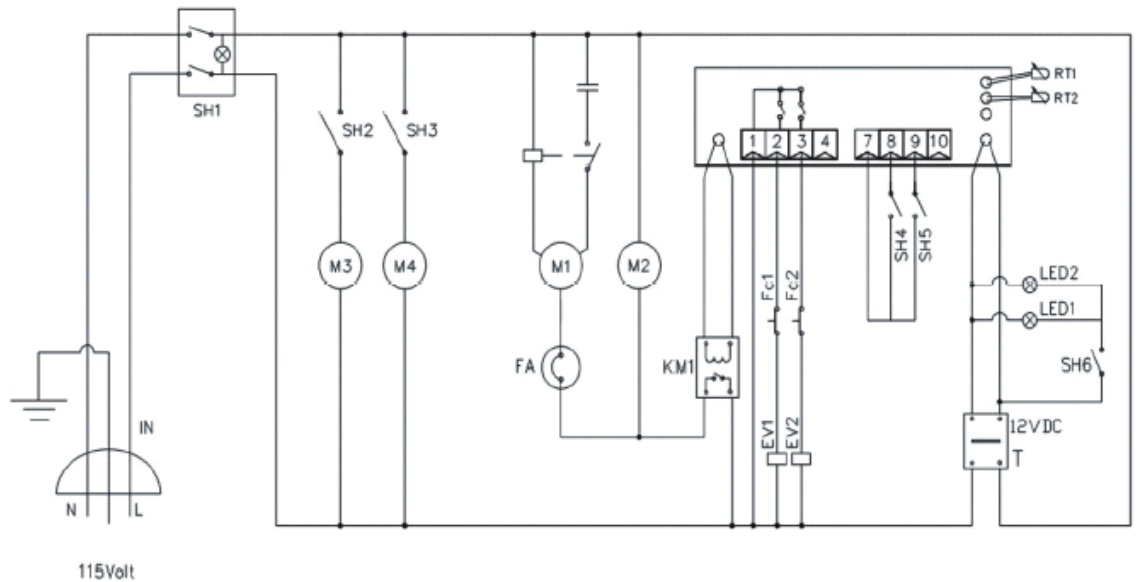 SH1
SH2
SH3
RT1
RT2
1 2 3 4
7 8 9 10
SH4
SH5
M3
M4
M1
M2
Fc1
Fc2
LED2
LED1
FA
KM1
SH6
IN
EV1
EV2
12VDC
T
N
L
115Volt